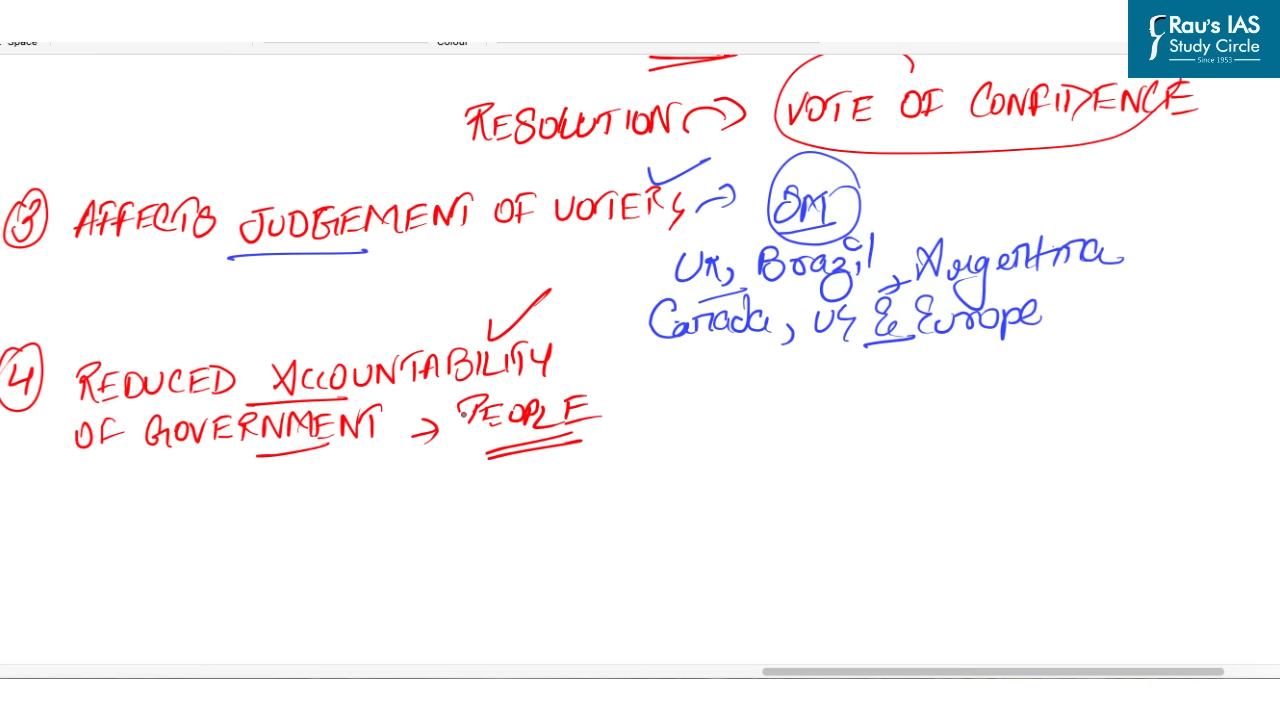 Space
Colour
Rau's IAS
Study Circle
Since 1953
RESOLUTION → VOTE OF CONFIDENCE
③ AFFECTS JUDGEMENT OF VOTERS →
UK, Brazil, Argentina
Canada, US & Europe
④ REDUCED ACCOUNTABILITY
OF GOVERNMENT → PEOPLE